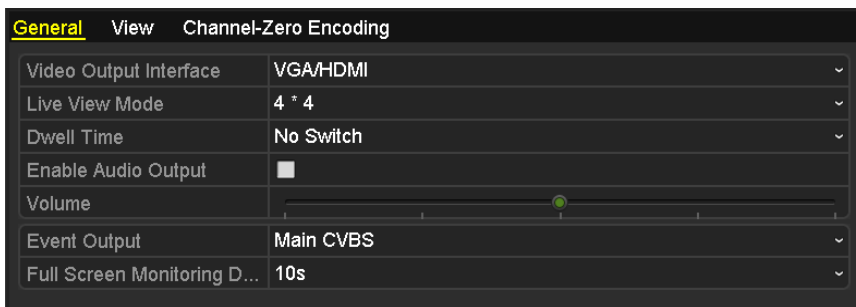 General View Channel-Zero Encoding
Video Output Interface VGA/HDMI
Live View Mode 4 * 4
Dwell Time No Switch
Enable Audio Output
Volume
Event Output Main CVBS
Full Screen Monitoring D... 10s